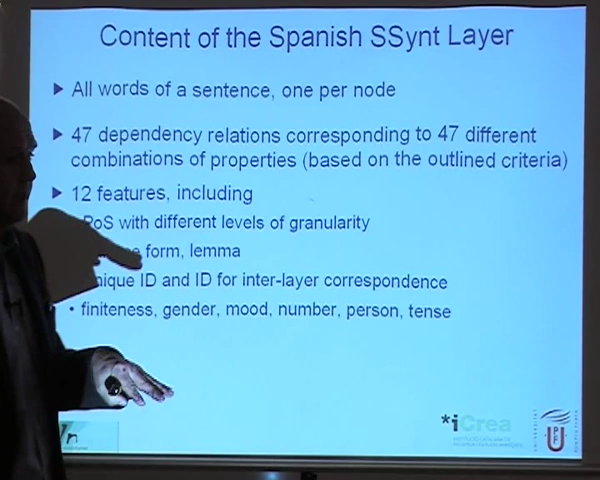 Content of the Spanish SSynt Layer
All words of a sentence, one per node
47 dependency relations corresponding to 47 different
combinations of properties (based on the outlined criteria)
12 features, including
PoS with different levels of granularity
form, lemma
unique ID and ID for inter-layer correspondence
• finiteness, gender, mood, number, person, tense
*iCrea
UPF